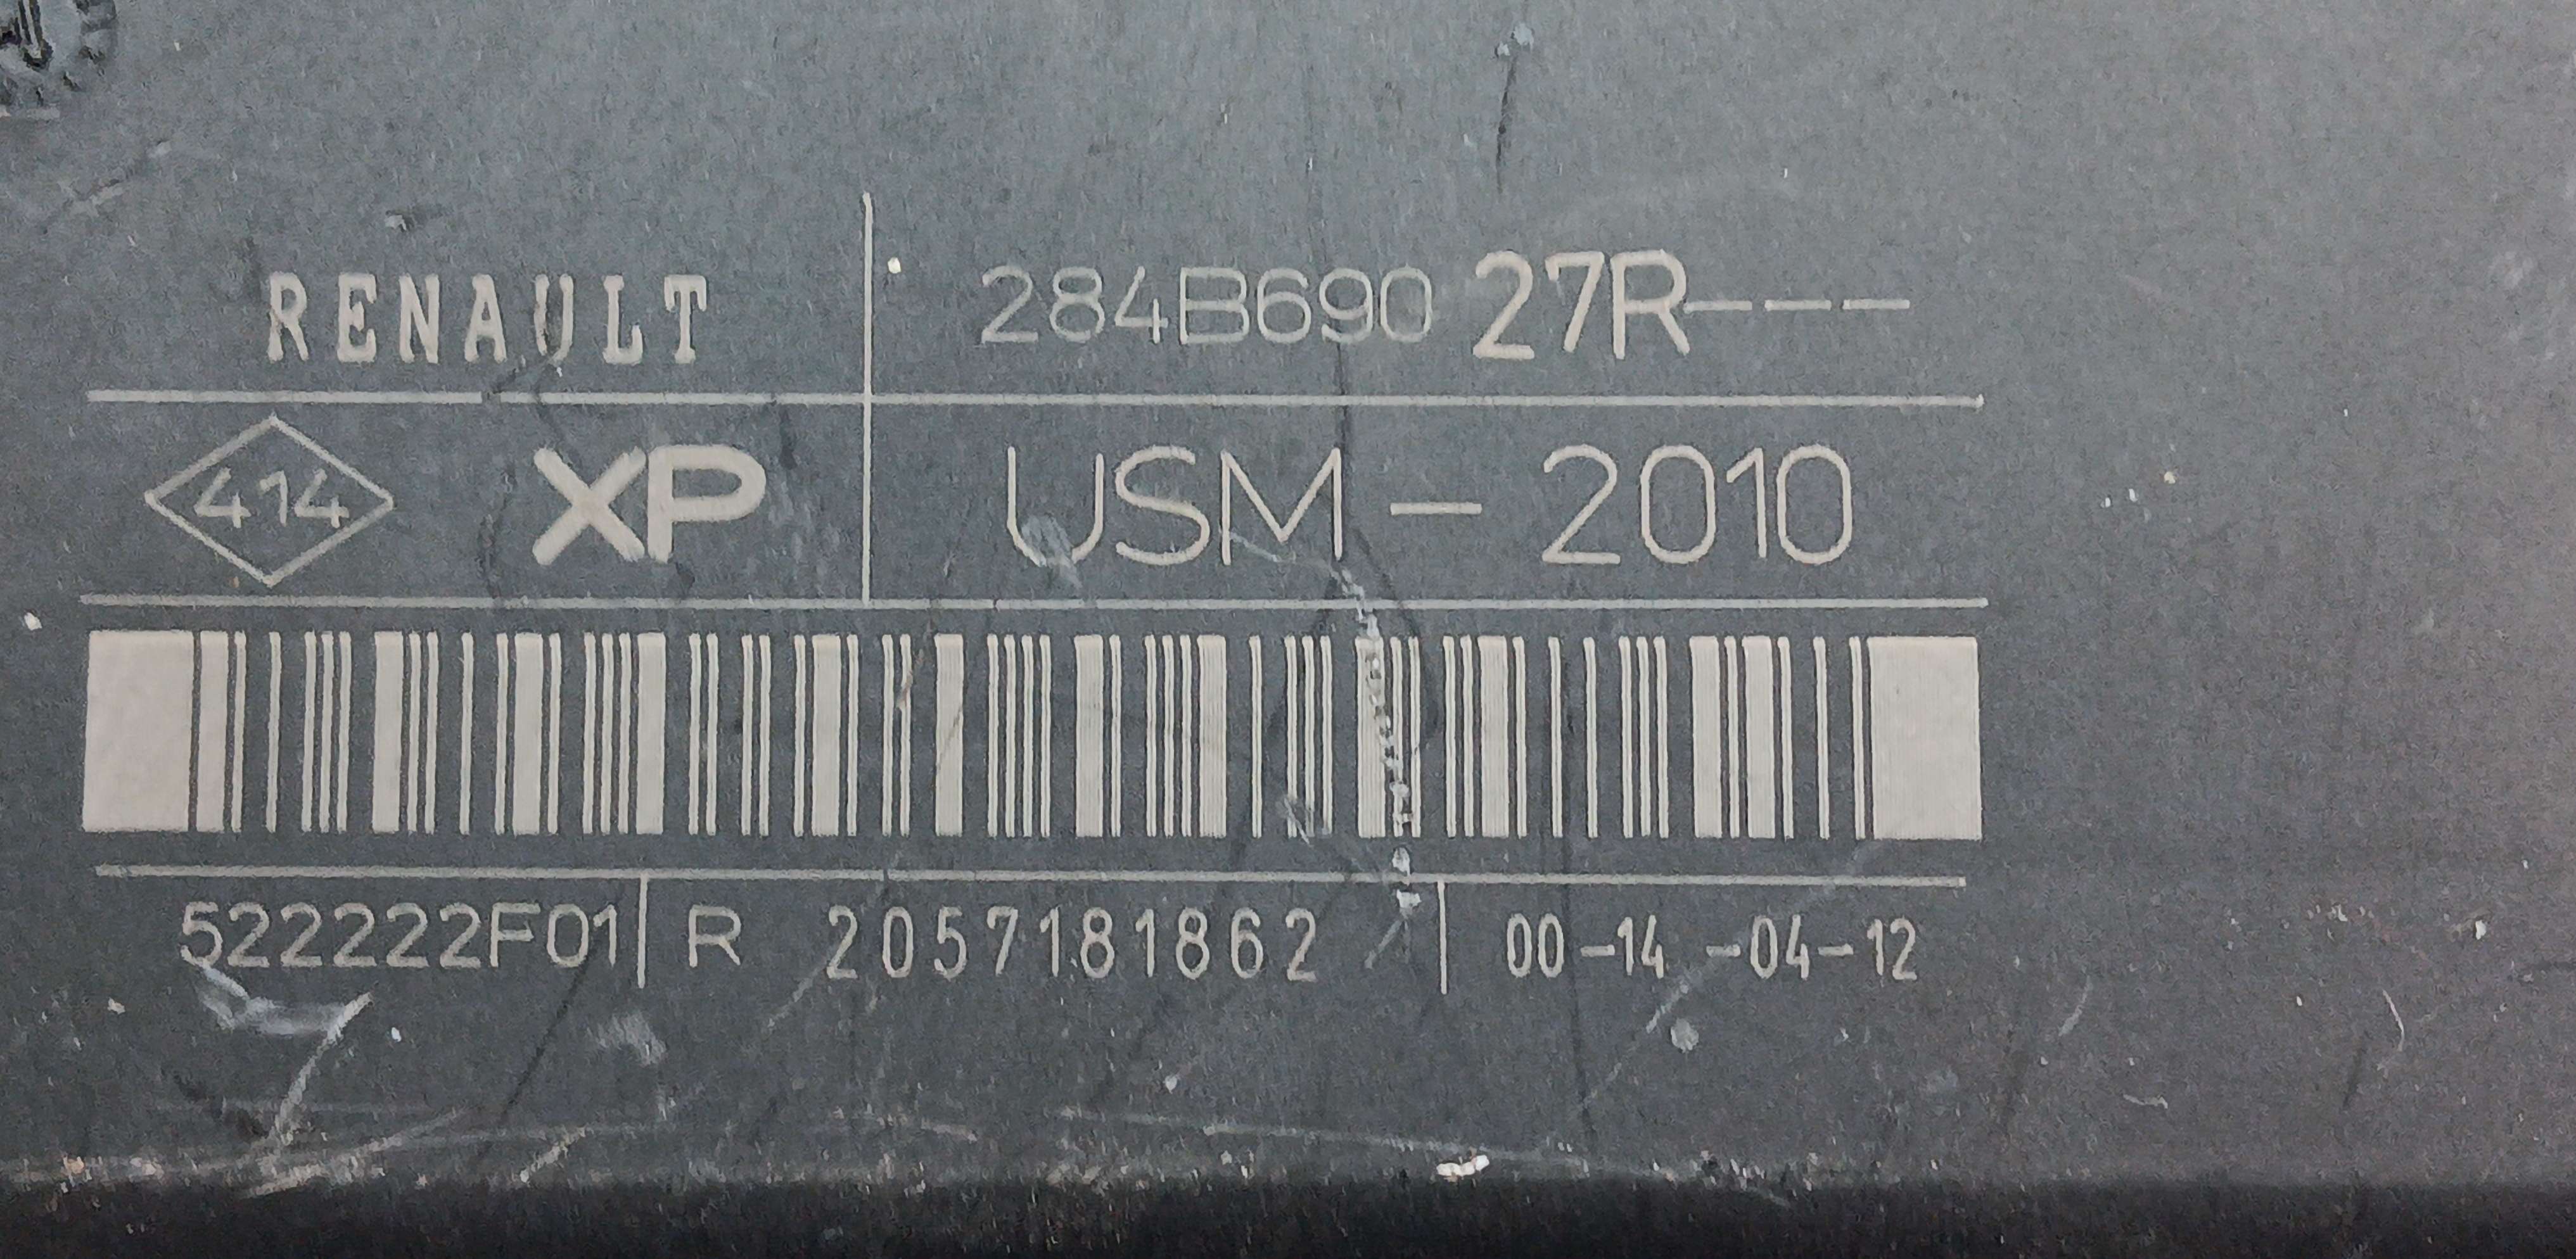 RENAULT 284B690 27R---
414 XP USM - 2010
522222F01 R 2057181862 00-14 -04-12